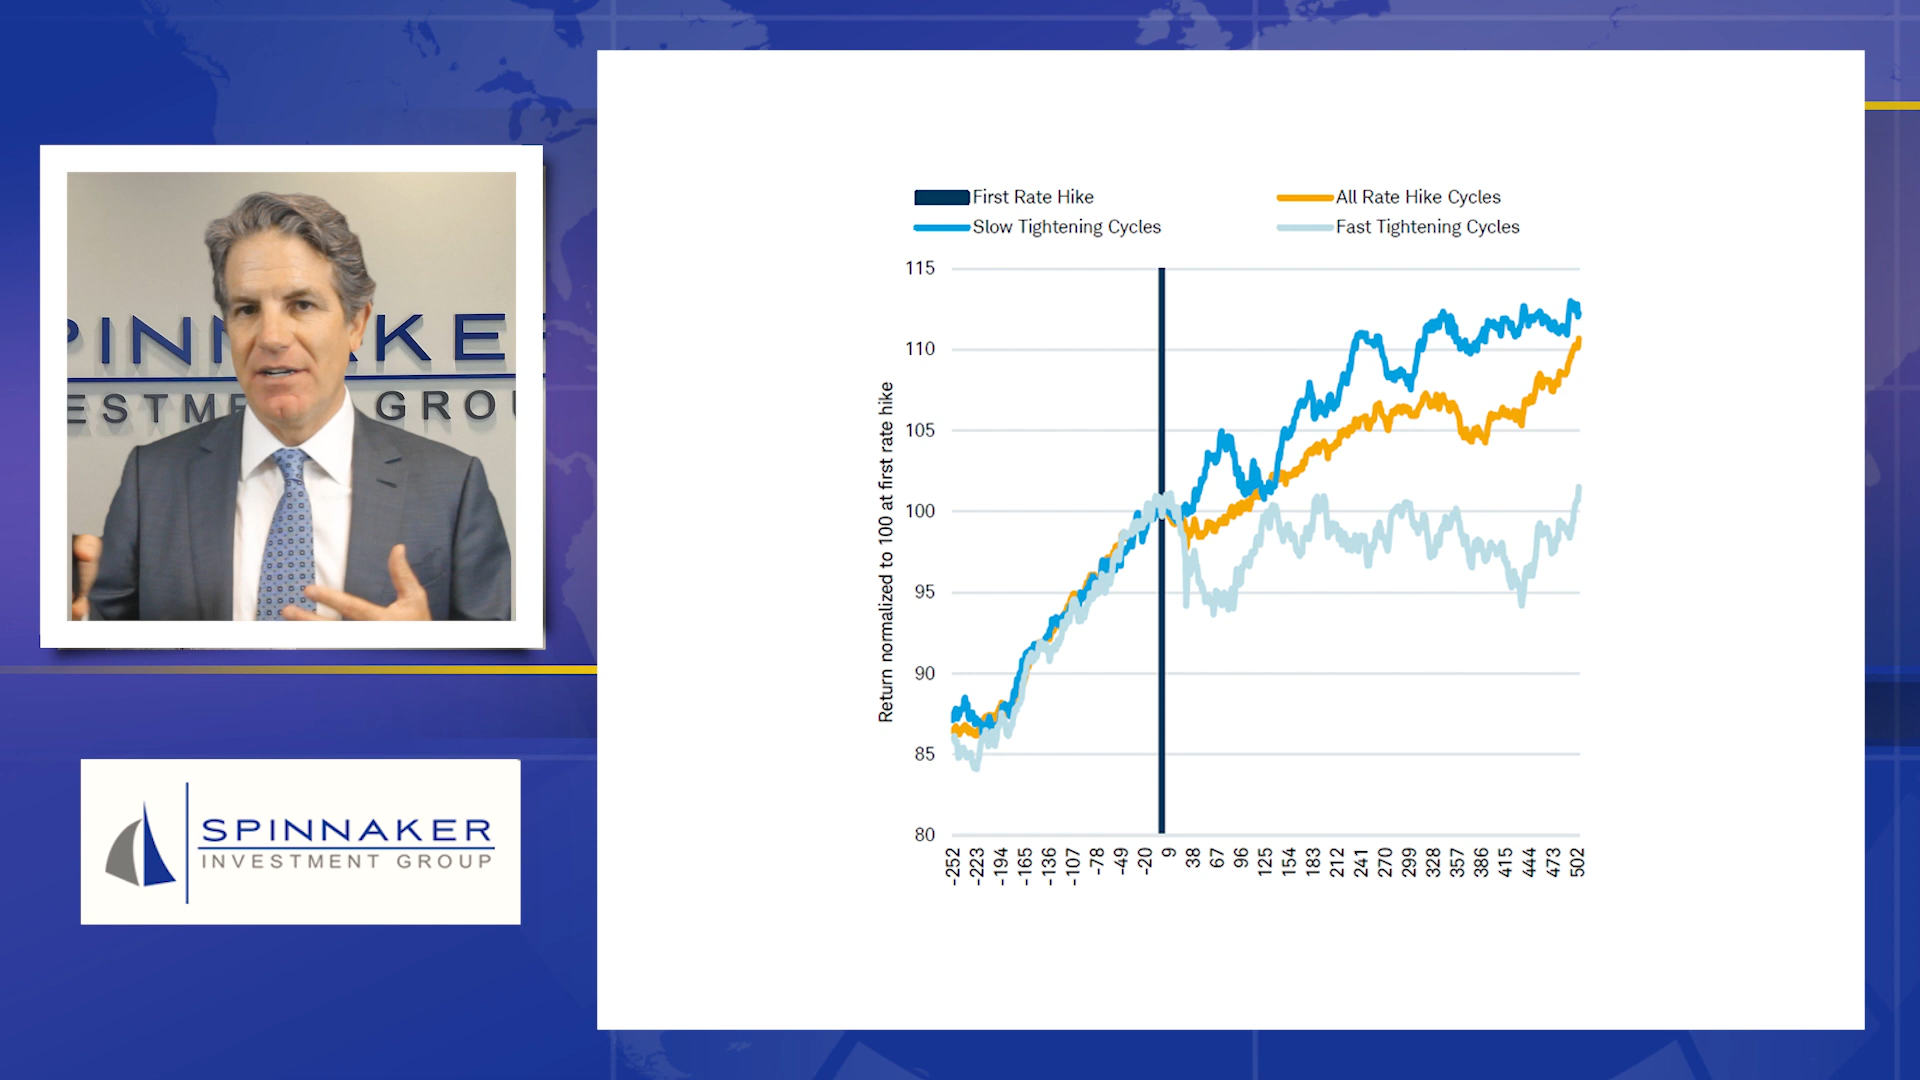 PINNAKER
ESTME GROU
SPINNAKER
INVESTMENT GROUP
First Rate Hike
All Rate Hike Cycles
Slow Tightening Cycles
Fast Tightening Cycles
Return normalized to 100 at first rate hike
115
110
105
100
95
90
85
80
-252 -223 -194 -165 -136 -107 -78 -49 -20 9 38 67 96 125 154 183 212 241 270 299 328 357 386 415 444 473 502